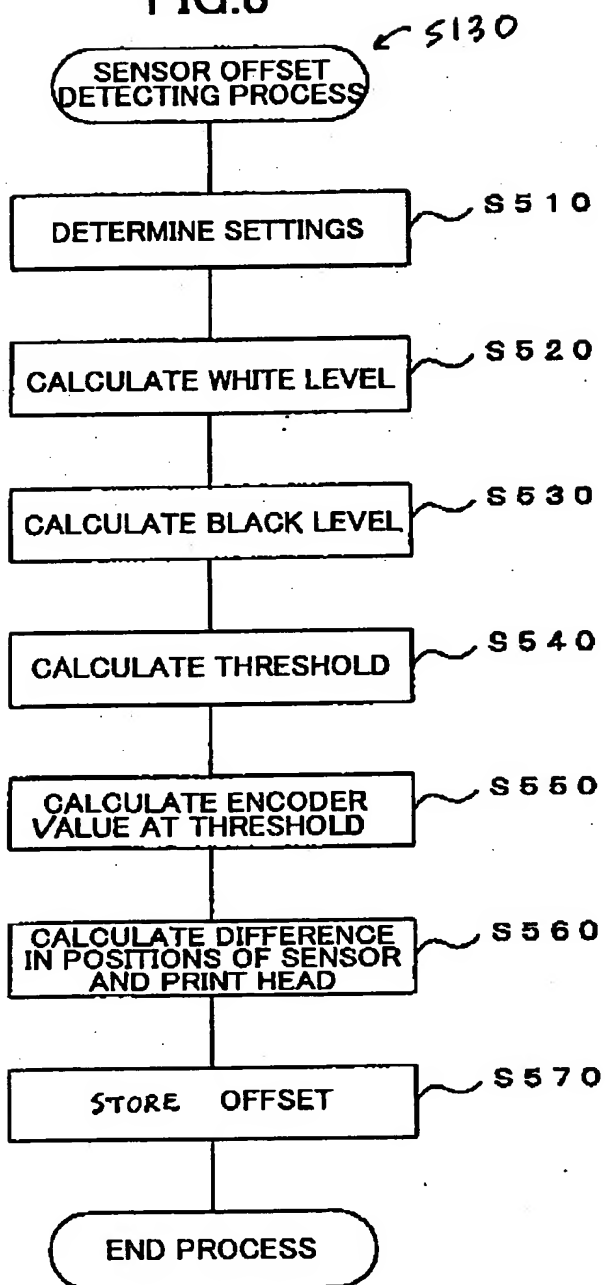 S130
SENSOR OFFSET
DETECTING PROCESS
DETERMINE SETTINGS
S510
CALCULATE WHITE LEVEL
S520
CALCULATE BLACK LEVEL
S530
CALCULATE THRESHOLD
S540
CALCULATE ENCODER
VALUE AT THRESHOLD
S550
CALCULATE DIFFERENCE
IN POSITIONS OF SENSOR
AND PRINT HEAD
S560
STORE OFFSET
S570
END PROCESS